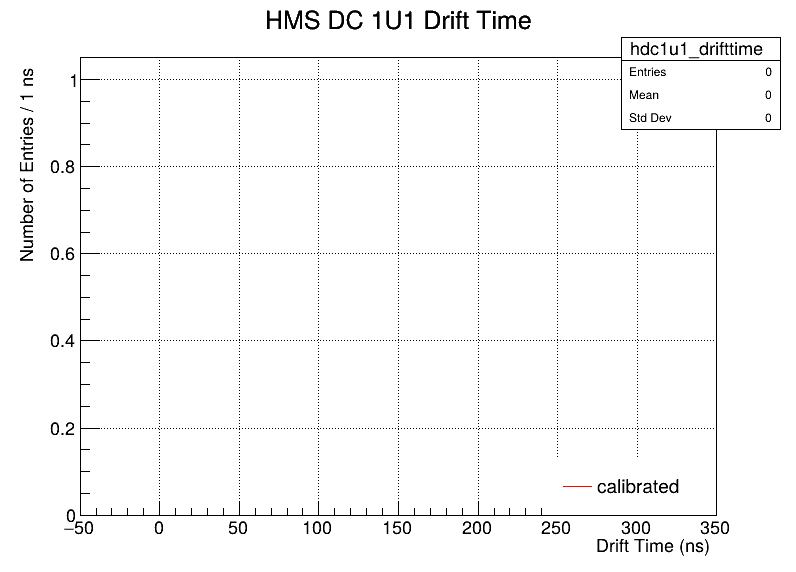 HMS DC 1U1 Drift Time
hdc1u1_drifttime
Entries 0
Mean 0
Std Dev 0
Number of Entries / 1 ns
1
0.8
0.6
0.4
0.2
0
calibrated
−50 0 50 100 150 200 250 300 350
Drift Time (ns)